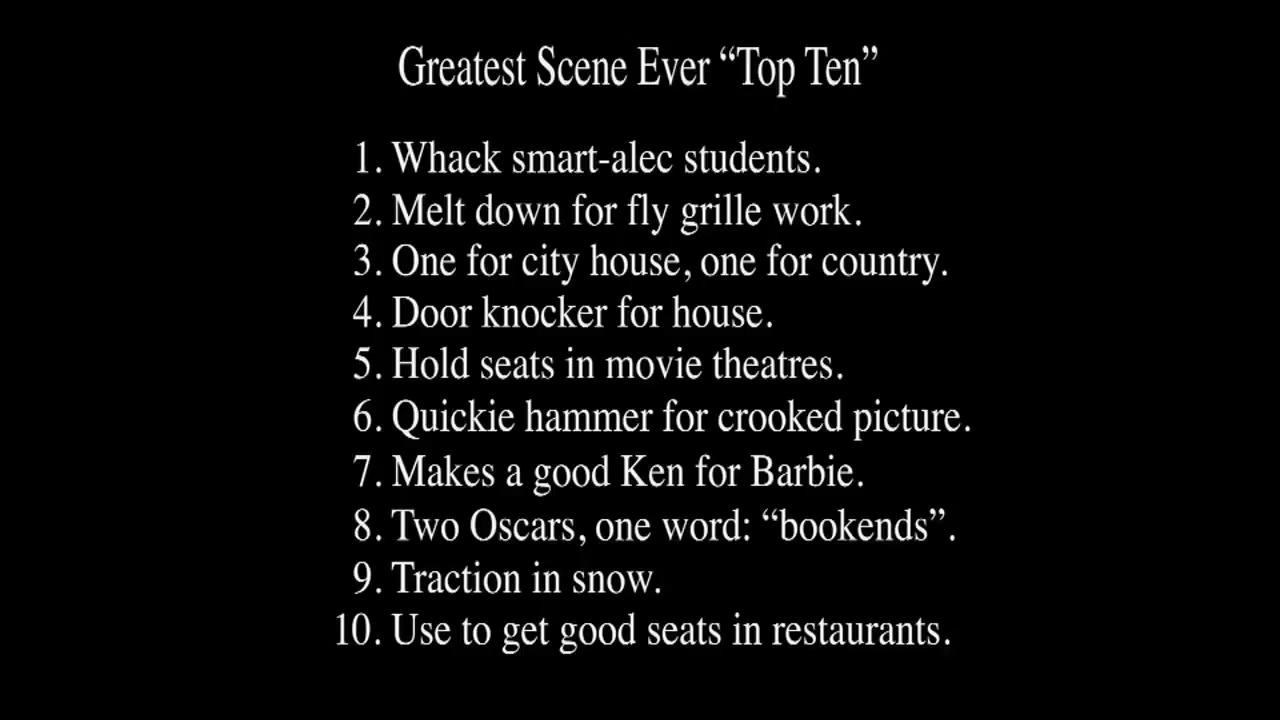 Greatest Scene Ever “Top Ten”
1. Whack smart-alec students.
2. Melt down for fly grille work.
3. One for city house, one for country.
4. Door knocker for house.
5. Hold seats in movie theatres.
6. Quickie hammer for crooked picture.
7. Makes a good Ken for Barbie.
8. Two Oscars, one word: “bookends”.
9. Traction in snow.
10. Use to get good seats in restaurants.